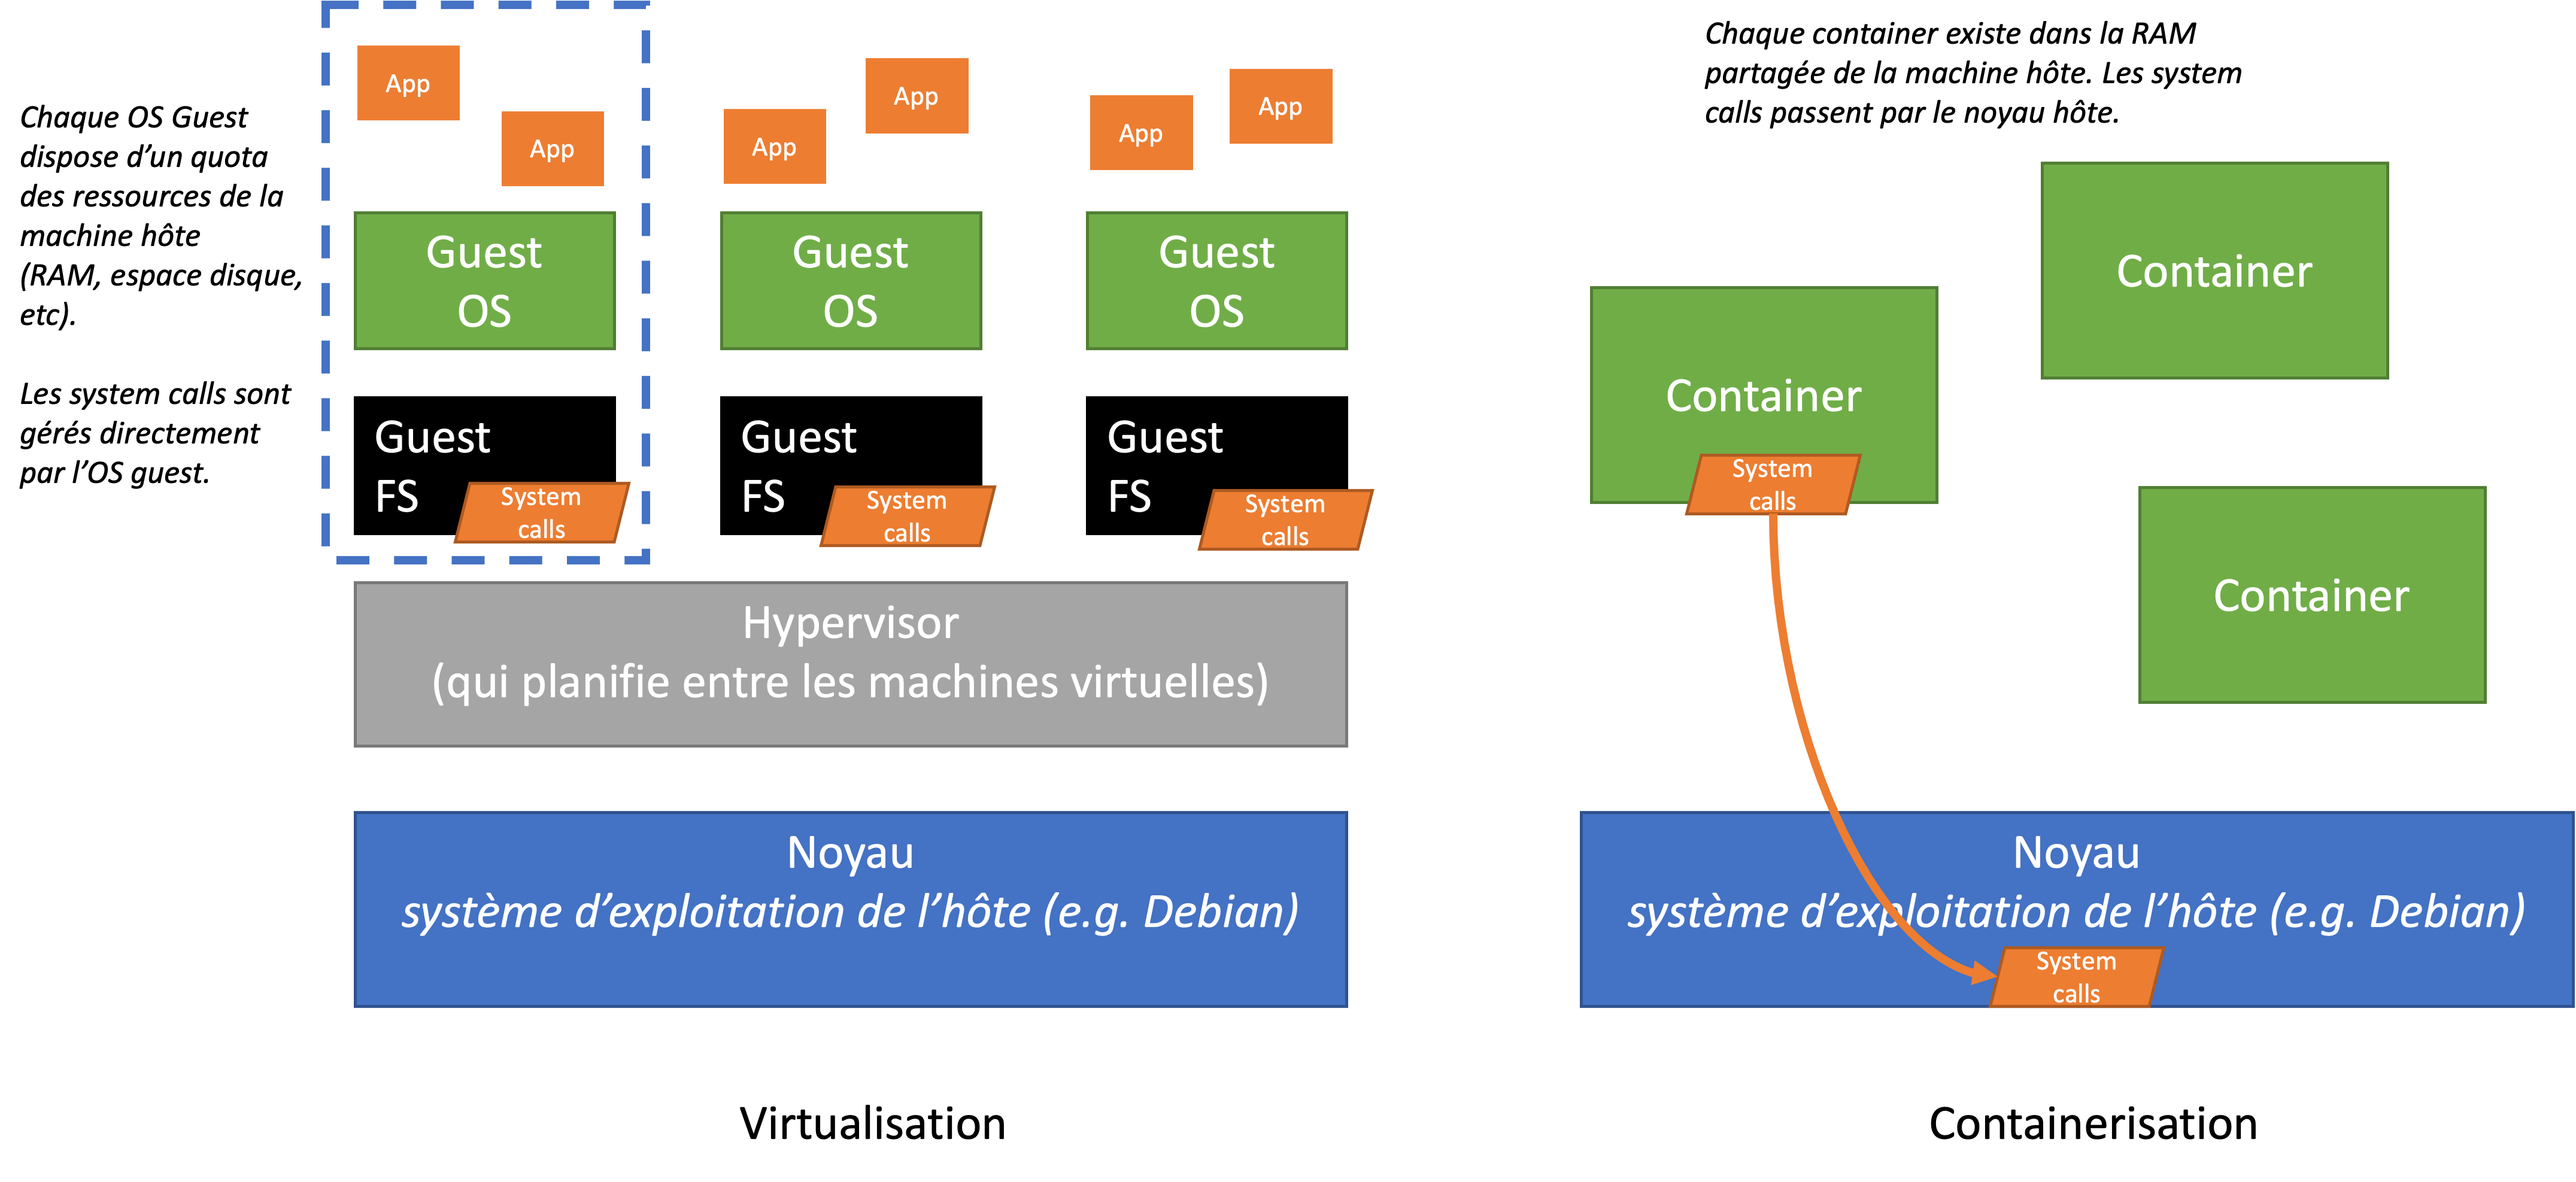 Chaque OS Guest
dispose d'un quota
des ressources de la
machine hôte
(RAM, espace disque,
etc).
Les system calls sont
gérés directement
par l'OS guest.
App
App
App
App
App
App
Guest
OS
Guest
OS
Guest
OS
Guest
FS
System
calls
Guest
FS
System
calls
Guest
FS
System
calls
Hypervisor
(qui planifie entre les machines virtuelles)
Noyau
système d'exploitation de l'hôte (e.g. Debian)
Virtualisation
Chaque container existe dans la RAM
partagée de la machine hôte. Les system
calls passent par le noyau hôte.
Container
Container
System
calls
Container
Noyau
système d'exploitation de l'hôte (e.g. Debian)
System
calls
Containerisation